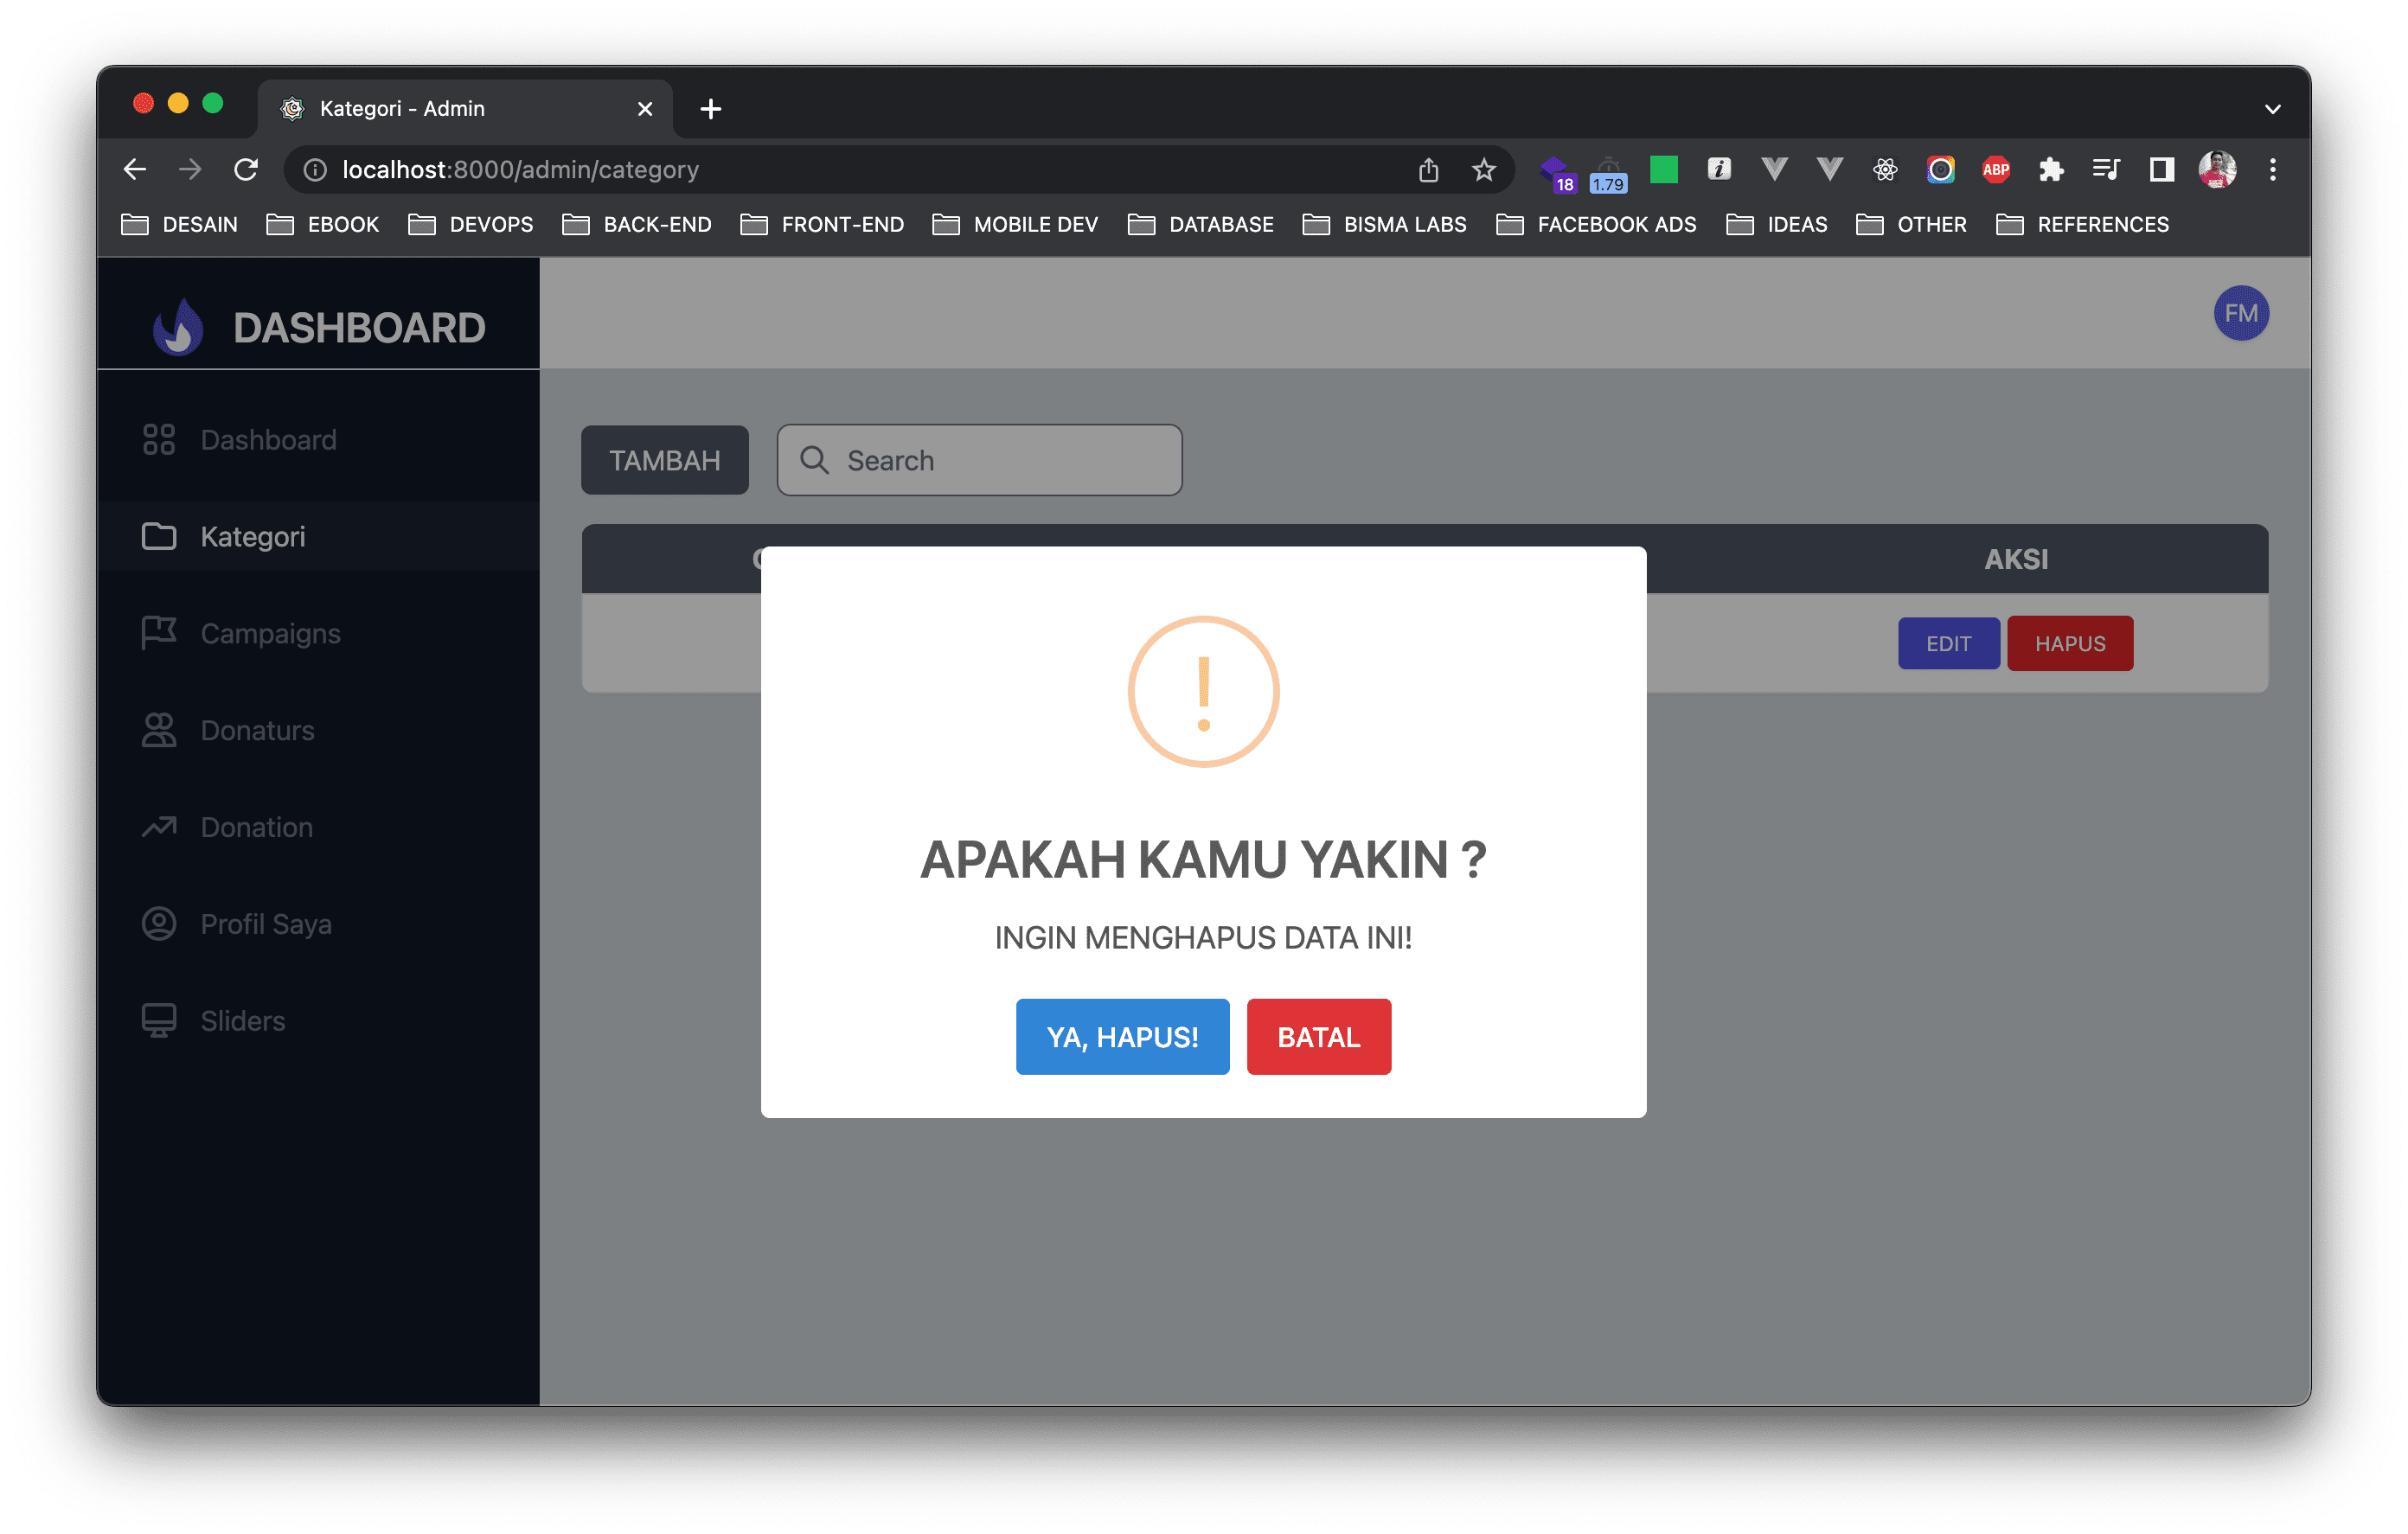 Kategori - Admin
localhost:8000/admin/category
18
1.79
ABP
DESAIN EBOOK DEVOPS BACK-END FRONT-END MOBILE DEV DATABASE BISMA LABS FACEBOOK ADS IDEAS OTHER REFERENCES
DASHBOARD
FM
Dashboard
Kategori
Campaigns
Donaturs
Donation
Profil Saya
Sliders
TAMBAH
Search
AKSI
EDIT HAPUS
!
APAKAH KAMU YAKIN ?
INGIN MENGHAPUS DATA INI!
YA, HAPUS! BATAL